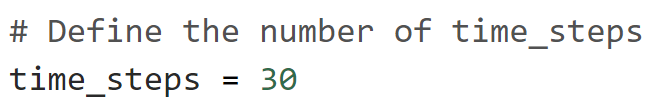 # Define the number of time_steps
time_steps = 30